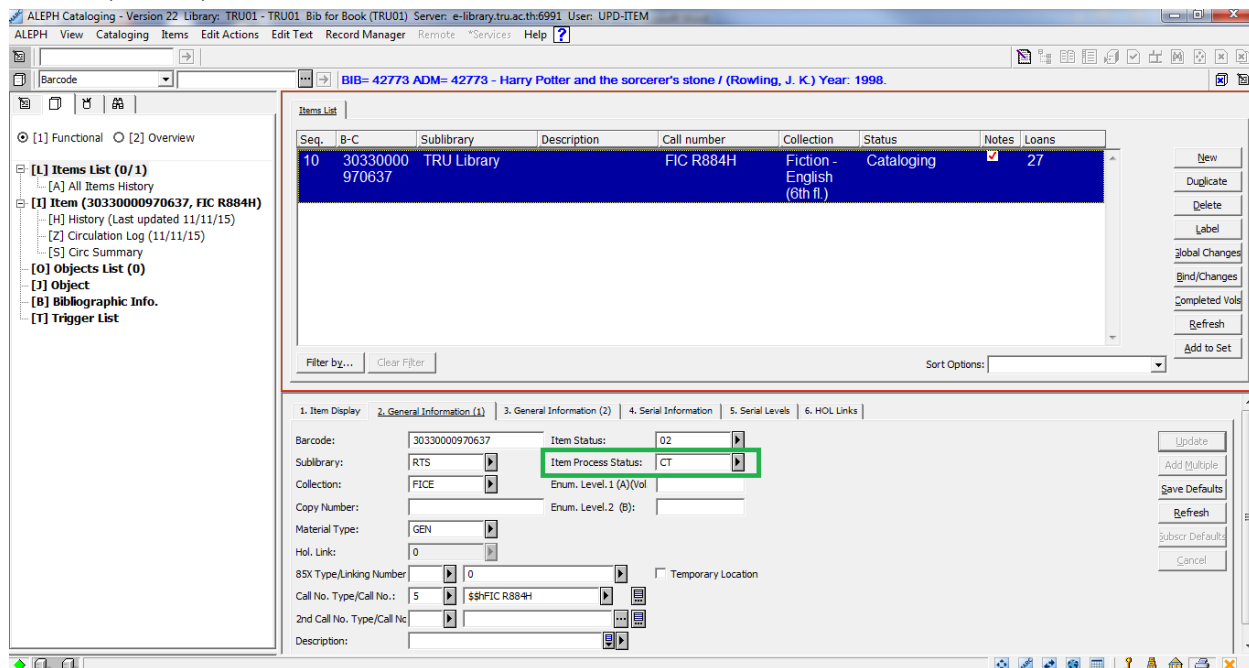 ALEPH Cataloging - Version 22 Library: TRU01 - TRU01 Bib for Book (TRU01) Server: e-library.tru.ac.th:6991 User: UPD-ITEM
ALEPH View Cataloging Items Edit Actions Edit Text Record Manager Remote *Services Help ?
Barcode
BIB= 42773 ADM= 42773 - Harry Potter and the sorcerer's stone / (Rowling, J. K.) Year: 1998.
[1] Functional [2] Overview
[L] Items List (0/1)
[A] All Items History
[I] Item (30330000970637, FIC R884H)
[H] History (Last updated 11/11/15)
[Z] Circulation Log (11/11/15)
[S] Circ Summary
[O] Objects List (0)
[J] Object
[B] Bibliographic Info.
[T] Trigger List
Items List
Seq. B-C Sublibrary Description Call number Collection Status Notes Loans
10 30330000 TRU Library FIC R884H Fiction - Cataloging 27
970637 English
(6th fl.)
New
Duplicate
Delete
Label
Global Changes
Bind/Changes
Completed Vols
Refresh
Add to Set
Filter by... Clear Filter Sort Options:
1. Item Display 2. General Information (1) 3. General Information (2) 4. Serial Information 5. Serial Levels 6. HOL Links
Barcode: 30330000970637 Item Status: 02
Sublibrary: RTS Item Process Status: CT
Collection: FICE Enum. Level.1 (A)(Vol
Copy Number: Enum. Level.2 (B):
Material Type: GEN
Hol. Link: 0
85X Type/Linking Number 0 Temporary Location
Call No. Type/Call No.: 5 $$hFIC R884H
2nd Call No. Type/Call Nc
Description:
Update
Add Multiple
Save Defaults
Refresh
Subscr Defaults
Cancel